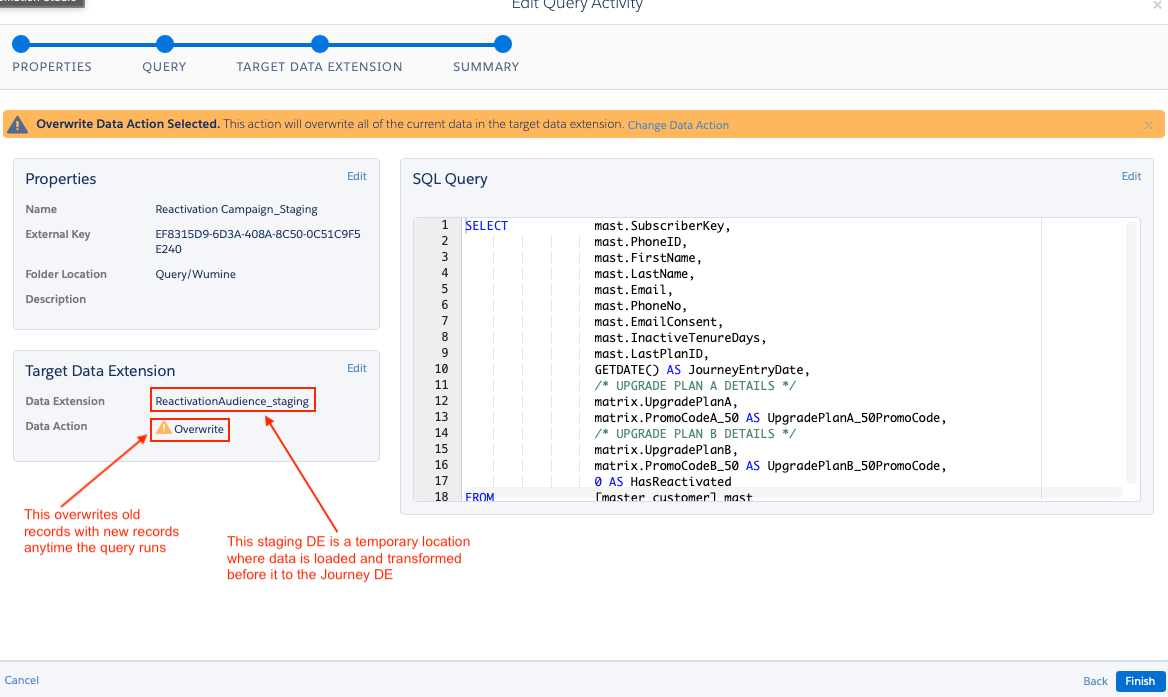 Edit Query Activity
×
PROPERTIES
QUERY
TARGET DATA EXTENSION
SUMMARY
Overwrite Data Action Selected. This action will overwrite all of the current data in the target data extension. Change Data Action
×
Properties
Edit
Name
Reactivation Campaign_Staging
External Key
EF8315D9-6D3A-408A-8C50-0C51C9F5
E240
Folder Location
Query/Wumine
Description
Target Data Extension
Edit
Data Extension
ReactivationAudience_staging
Data Action
Overwrite
This overwrites old
records with new records
anytime the query runs
This staging DE is a temporary location
where data is loaded and transformed
before it to the Journey DE
SQL Query
Edit
1 SELECT mast.SubscriberKey,
2 mast.PhoneID,
3 mast.FirstName,
4 mast.LastName,
5 mast.Email,
6 mast.PhoneNo,
7 mast.EmailConsent,
8 mast.InactiveTenureDays,
9 mast.LastPlanID,
10 GETDATE() AS JourneyEntryDate,
11 /* UPGRADE PLAN A DETAILS */
12 matrix.UpgradePlanA,
13 matrix.PromoCodeA_50 AS UpgradePlanA_50PromoCode,
14 /* UPGRADE PLAN B DETAILS */
15 matrix.UpgradePlanB,
16 matrix.PromoCodeB_50 AS UpgradePlanB_50PromoCode,
17 0 AS HasReactivated
18 FROM [master_customer] mast
Cancel
Back
Finish